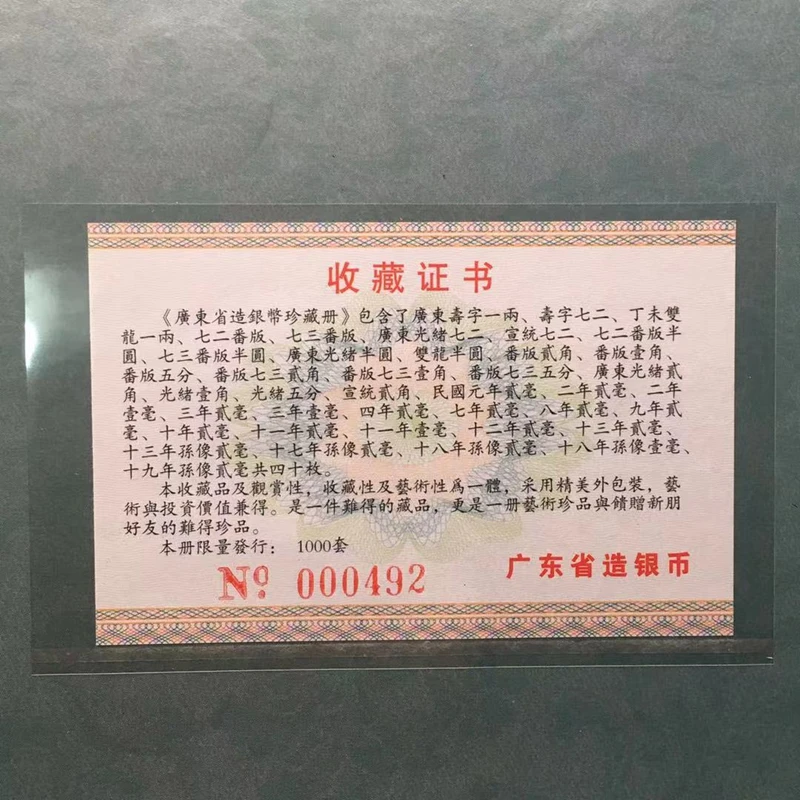 收藏证书
《廣東省造銀幣珍藏册》包含了廣東壽字一兩、壽字七二、丁未雙
龍一兩、七二番版、七三番版、廣東光緒七二、宣統七二、七二番版半
圓、七三番版半圓、廣東光緒半圓、雙龍半圓、番版貳角、番版壹角、
番版五分、番版七三貳角、番版七三壹角、番版七三五分、廣東光緒貳
角、光緒壹角、光緒五分、宣統貳角、民國元年貳毫、二年貳毫、二年
壹毫、三年貳毫、三年壹毫、四年貳毫、七年貳毫、八年貳毫、九年貳
毫、十年貳毫、十一年貳毫、十一年壹毫、十二年貳毫、十三年貳毫、
十三年孫像貳毫、十七年孫像貳毫、十八年孫像貳毫、十八年孫像壹毫、
十九年孫像貳毫共四十枚。
本收藏品及觀賞性，收藏性及藝術性爲一體，采用精美外包裝，藝
術與投資價值兼得。是一件難得的藏品，更是一册藝術珍品與饋贈新朋
好友的難得珍品。
本册限量發行： 1000套
Nº 000492
广东省造银币